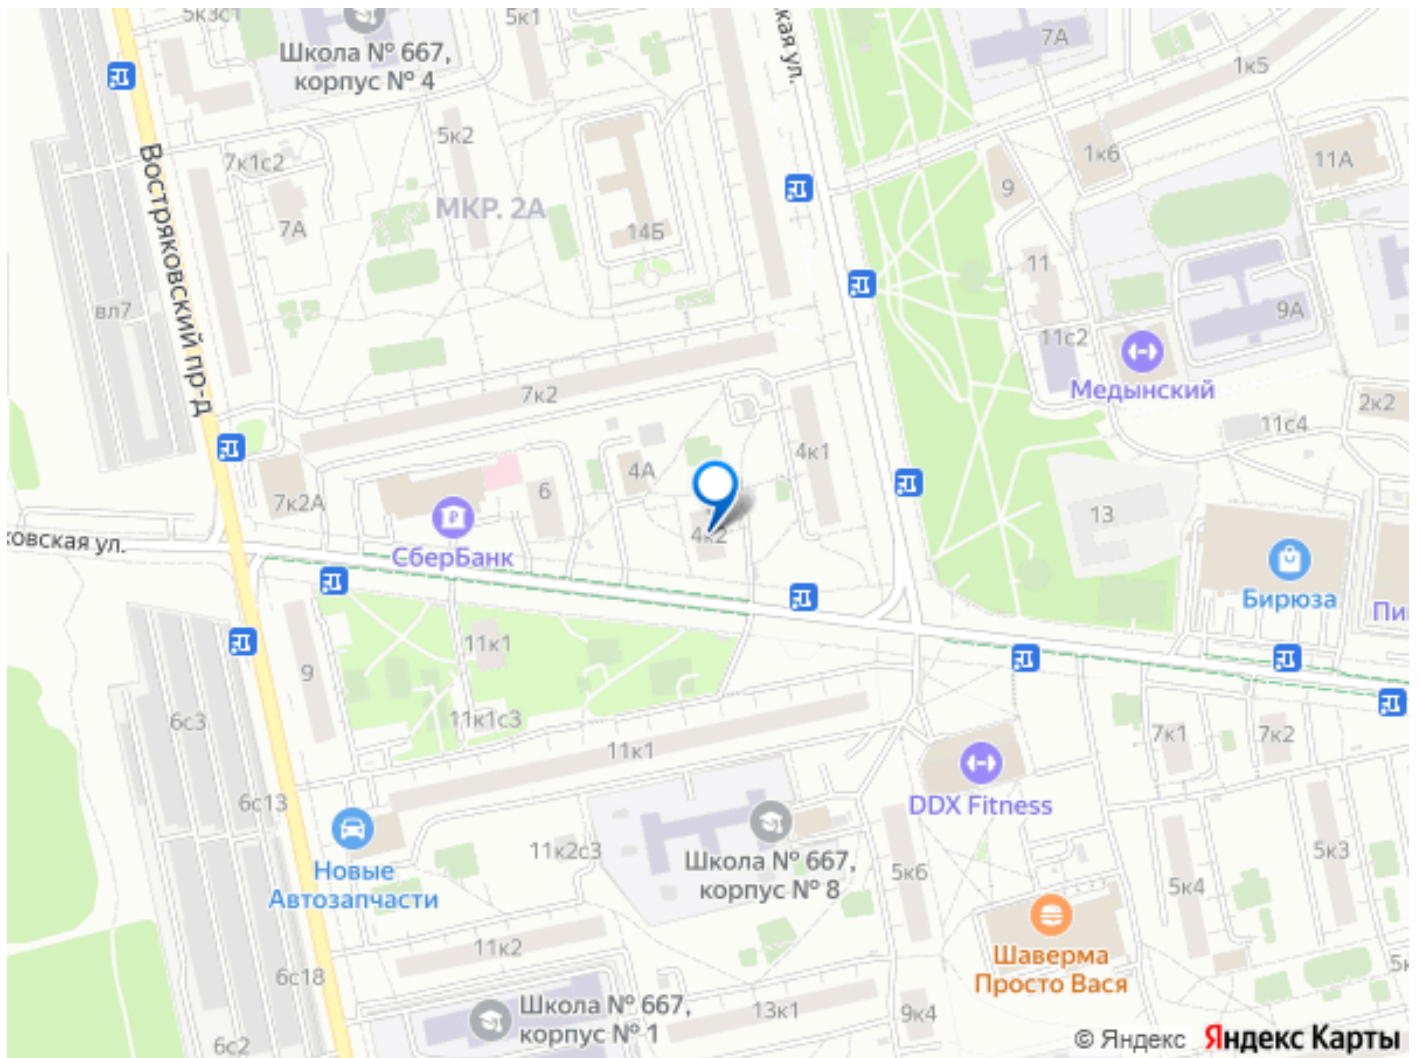 5к3с1
5к1
Школа № 667,
корпус № 4
кая ул.
7А
1к5
Востряковский пр-д
7к1с2
5к2
1к6
11А
9
МКР. 2А
7А
14Б
11
вл7
9А
11с2
Медынский
7к2
2к2
11с4
4к1
4А
6
7к2А
13
4к2
СберБанк
ковская ул.
Бирюза
Пи
11к1
9
11к1с3
6с3
11к1
7к1
7к2
6с13
DDX Fitness
11к2с3
Школа № 667,
корпус № 8
5к6
5к3
5к4
Новые
Автозапчасти
11к2
Шаверма
Просто Вася
5к
6с18
Школа № 667,
корпус № 1
13к1
9к4
6с2
© Яндекс Яндекс Карты